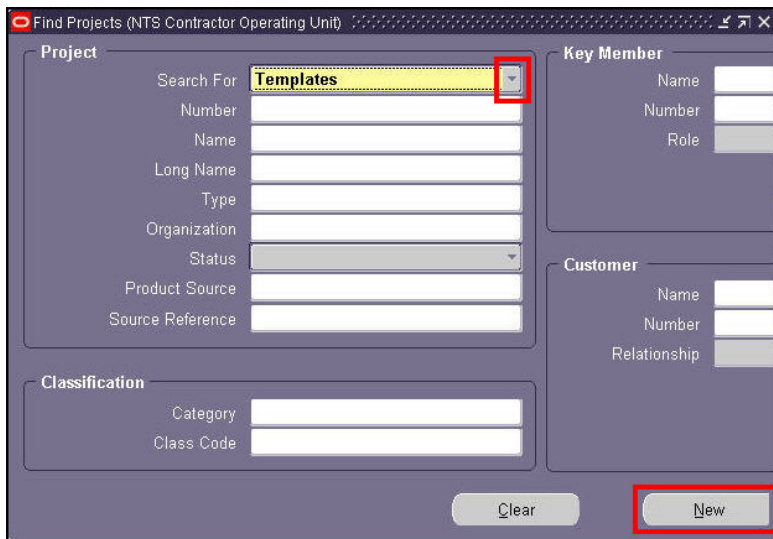 Find Projects (NTS Contractor Operating Unit)
Project
Search For Templates
Number
Name
Long Name
Type
Organization
Status
Product Source
Source Reference
Classification
Category
Class Code
Key Member
Name
Number
Role
Customer
Name
Number
Relationship
Clear
New